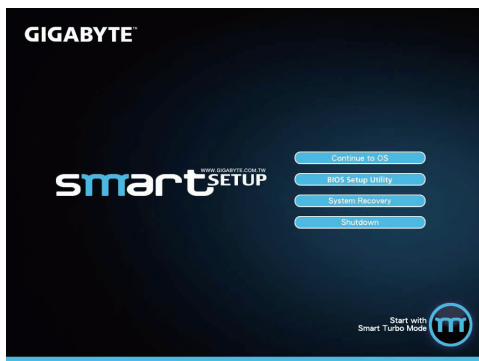 GIGABYTE™
WWW.GIGABYTE.COM.TW
smart SETUP
Continue to OS
BIOS Setup Utility
System Recovery
Shutdown
Start with
Smart Turbo Mode
m